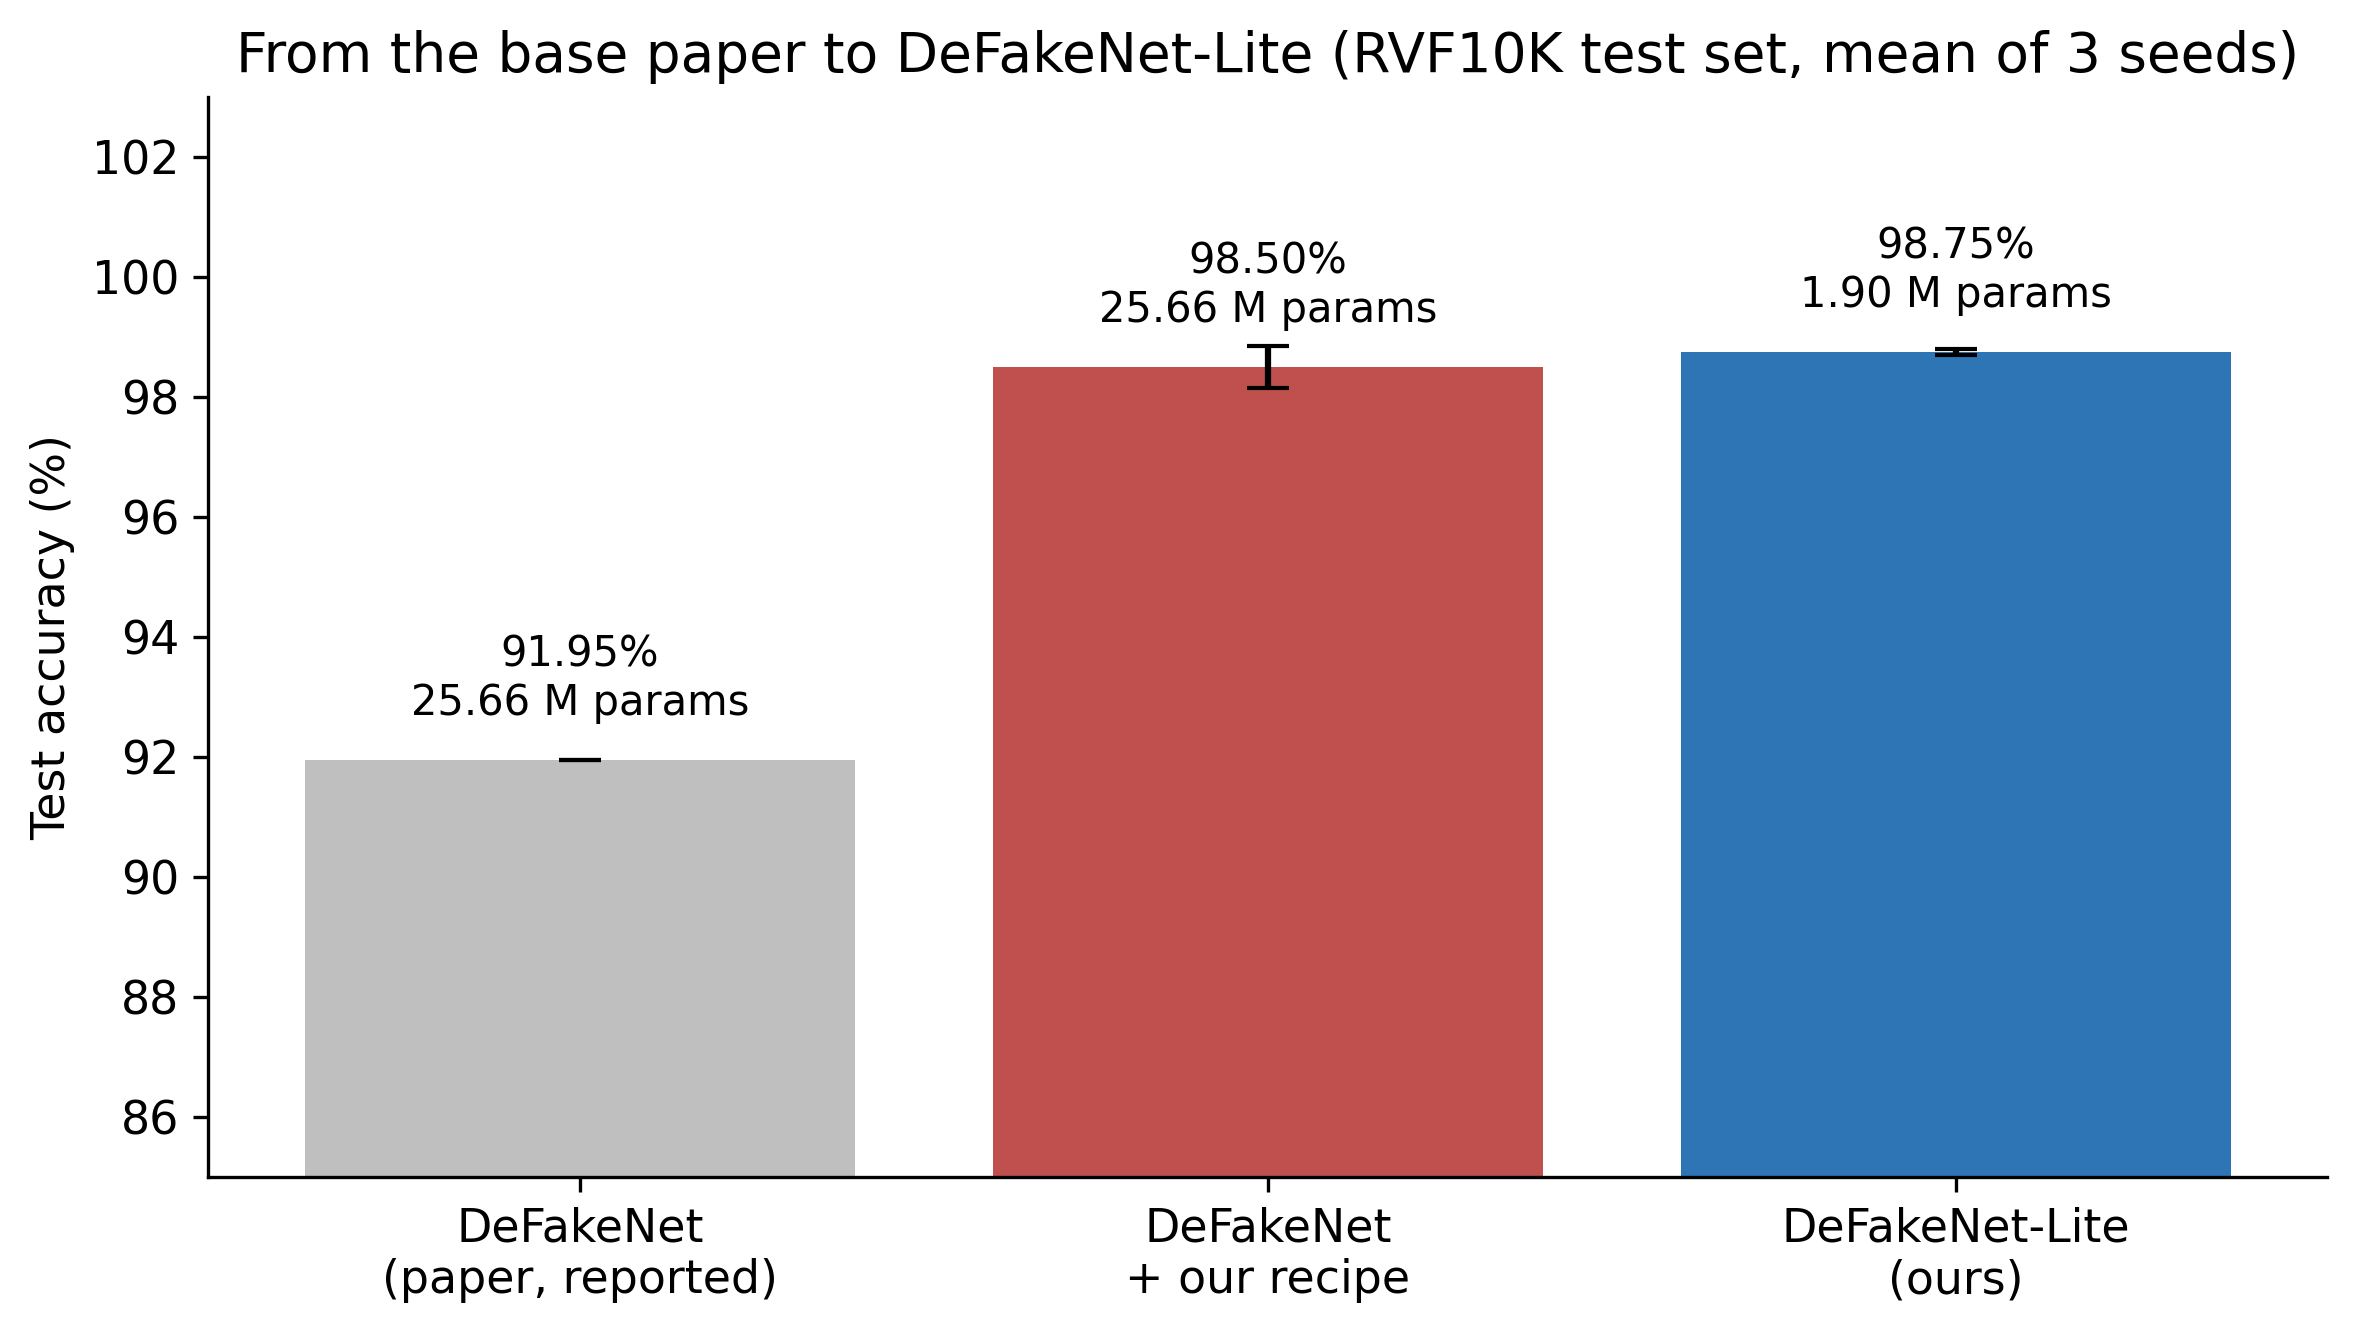 From the base paper to DeFakeNet-Lite (RVF10K test set, mean of 3 seeds)
Test accuracy (%)
102
100
98
96
94
92
90
88
86
91.95%
25.66 M params
98.50%
25.66 M params
98.75%
1.90 M params
DeFakeNet
(paper, reported)
DeFakeNet
+ our recipe
DeFakeNet-Lite
(ours)